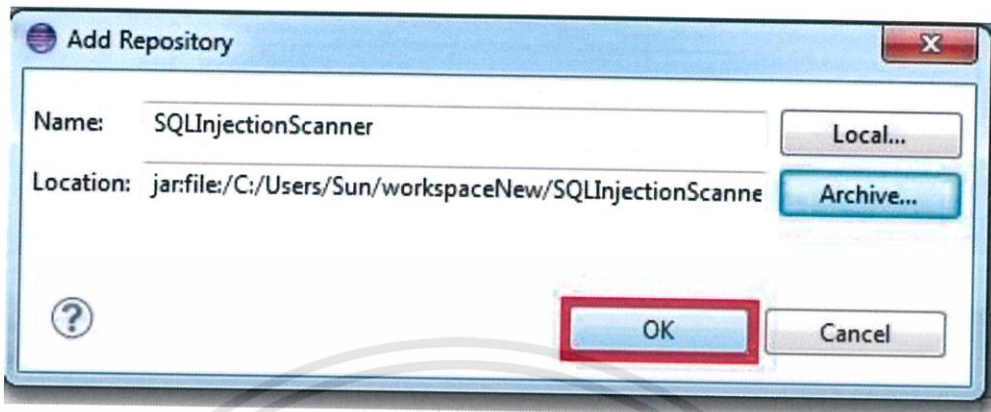 Add Repository
Name: SQLInjectionScanner Local...
Location: jar:file:/C:/Users/Sun/workspaceNew/SQLInjectionScanne Archive...
? OK Cancel